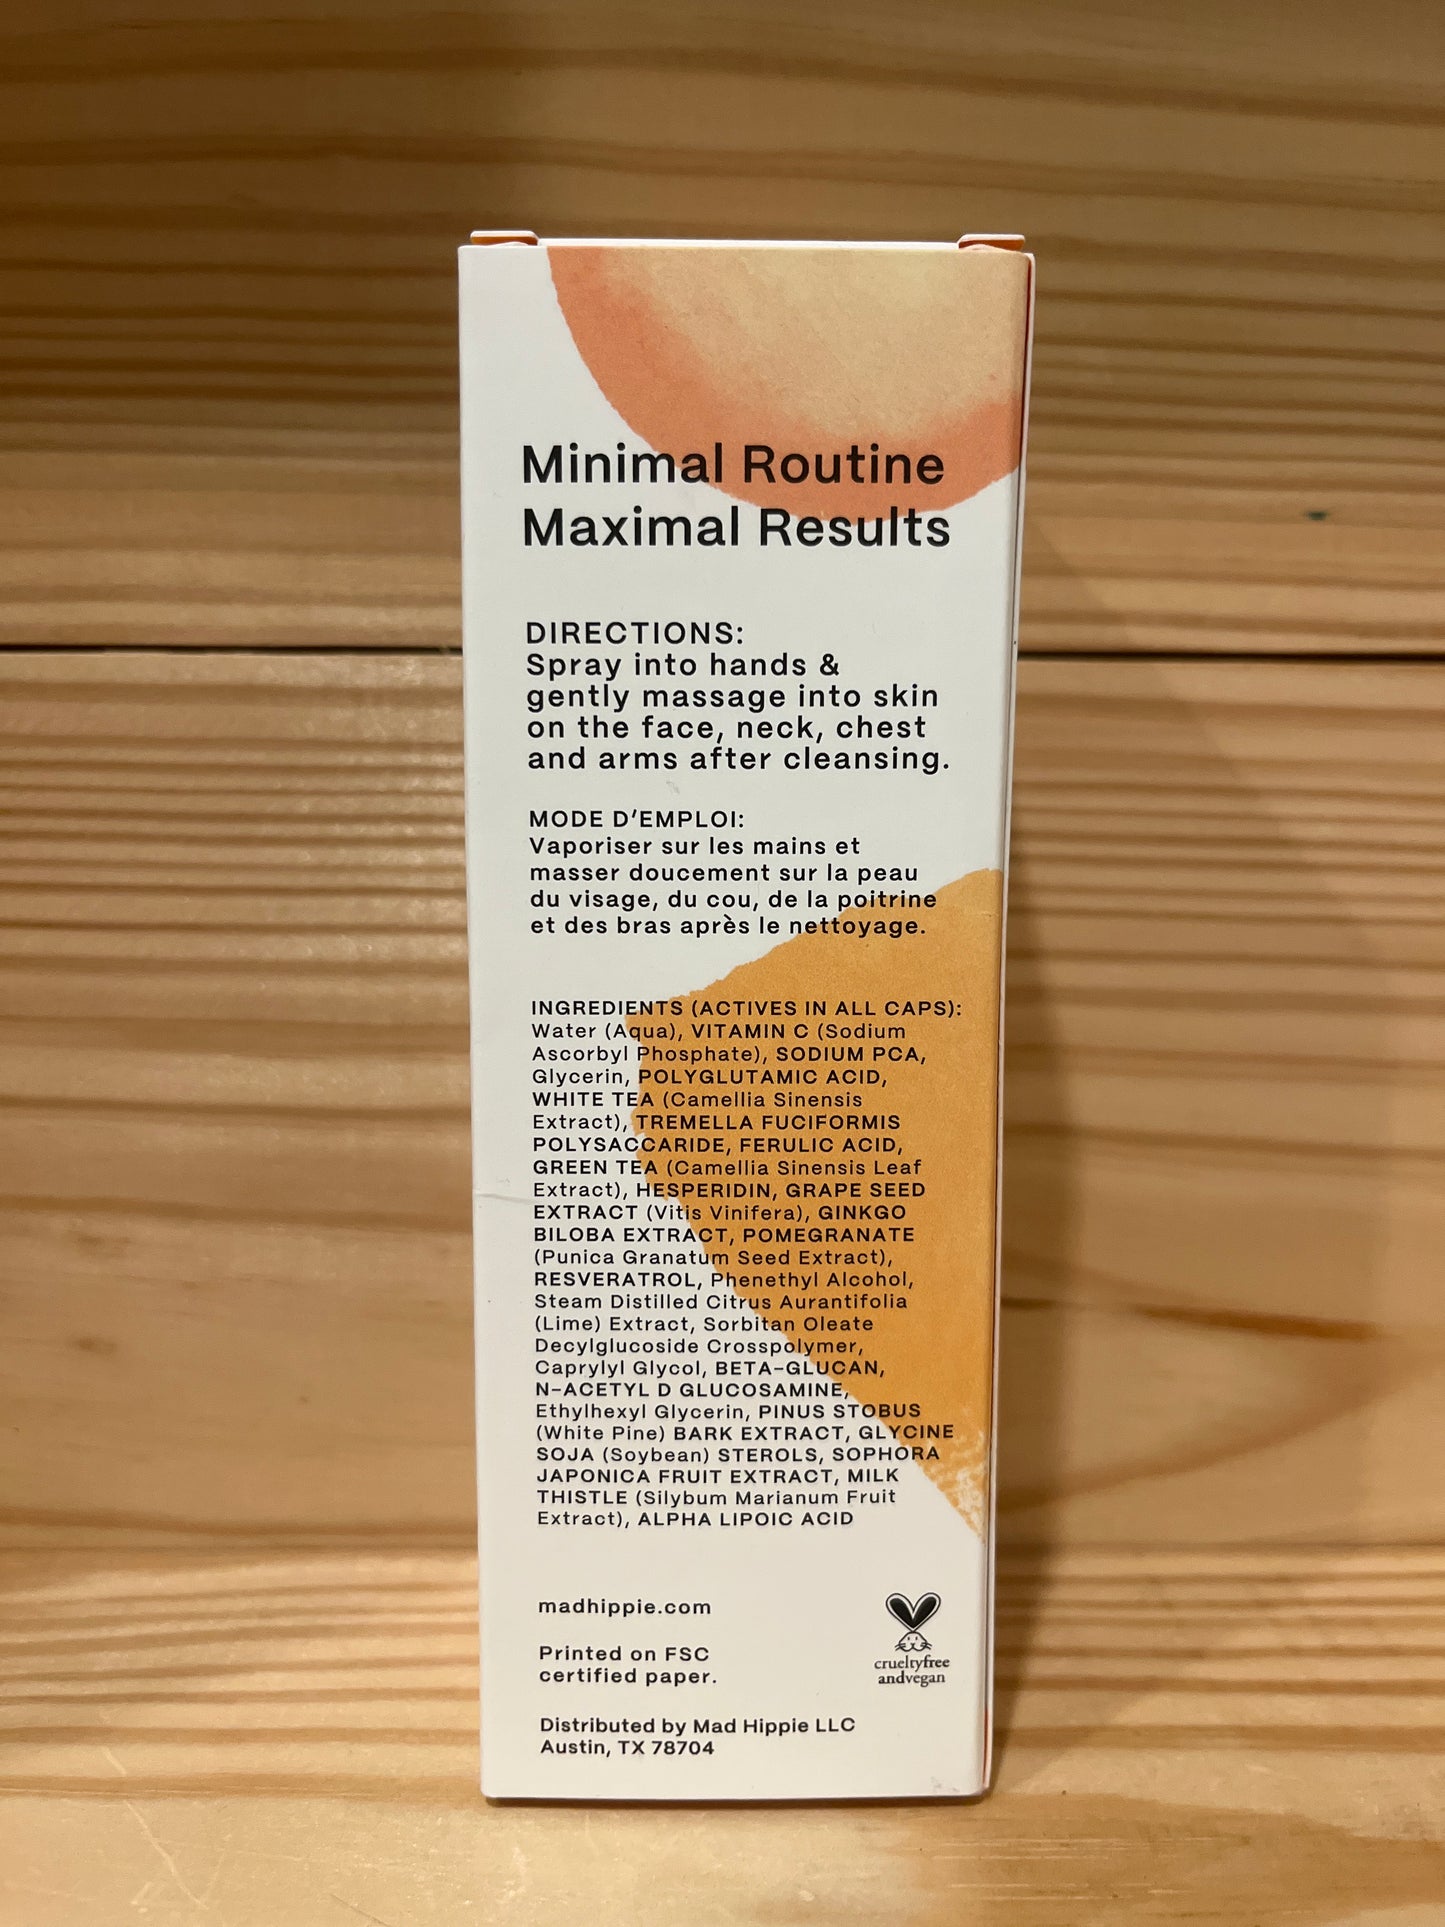 Minimal Routine
Maximal Results
DIRECTIONS:
Spray into hands &
gently massage into skin
on the face, neck, chest
and arms after cleansing.
MODE D'EMPLOI:
Vaporiser sur les mains et
masser doucement sur la peau
du visage, du cou, de la poitrine
et des bras après le nettoyage.
INGREDIENTS (ACTIVES IN ALL CAPS):
Water (Aqua), VITAMIN C (Sodium
Ascorbyl Phosphate), SODIUM PCA,
Glycerin, POLYGLUTAMIC ACID,
WHITE TEA (Camellia Sinensis
Extract), TREMELLA FUCIFORMIS
POLYSACCARIDE, FERULIC ACID,
GREEN TEA (Camellia Sinensis Leaf
Extract), HESPERIDIN, GRAPE SEED
EXTRACT (Vitis Vinifera), GINKGO
BILOBA EXTRACT, POMEGRANATE
(Punica Granatum Seed Extract),
RESVERATROL, Phenethyl Alcohol,
Steam Distilled Citrus Aurantifolia
(Lime) Extract, Sorbitan Oleate
Decylglucoside Crosspolymer,
Caprylyl Glycol, BETA-GLUCAN,
N-ACETYL D GLUCOSAMINE,
Ethylhexyl Glycerin, PINUS STOBUS
(White Pine) BARK EXTRACT, GLYCINE
SOJA (Soybean) STEROLS, SOPHORA
JAPONICA FRUIT EXTRACT, MILK
THISTLE (Silybum Marianum Fruit
Extract), ALPHA LIPOIC ACID
madhippie.com
Printed on FSC
certified paper.
crueltyfree
andvegan
Distributed by Mad Hippie LLC
Austin, TX 78704